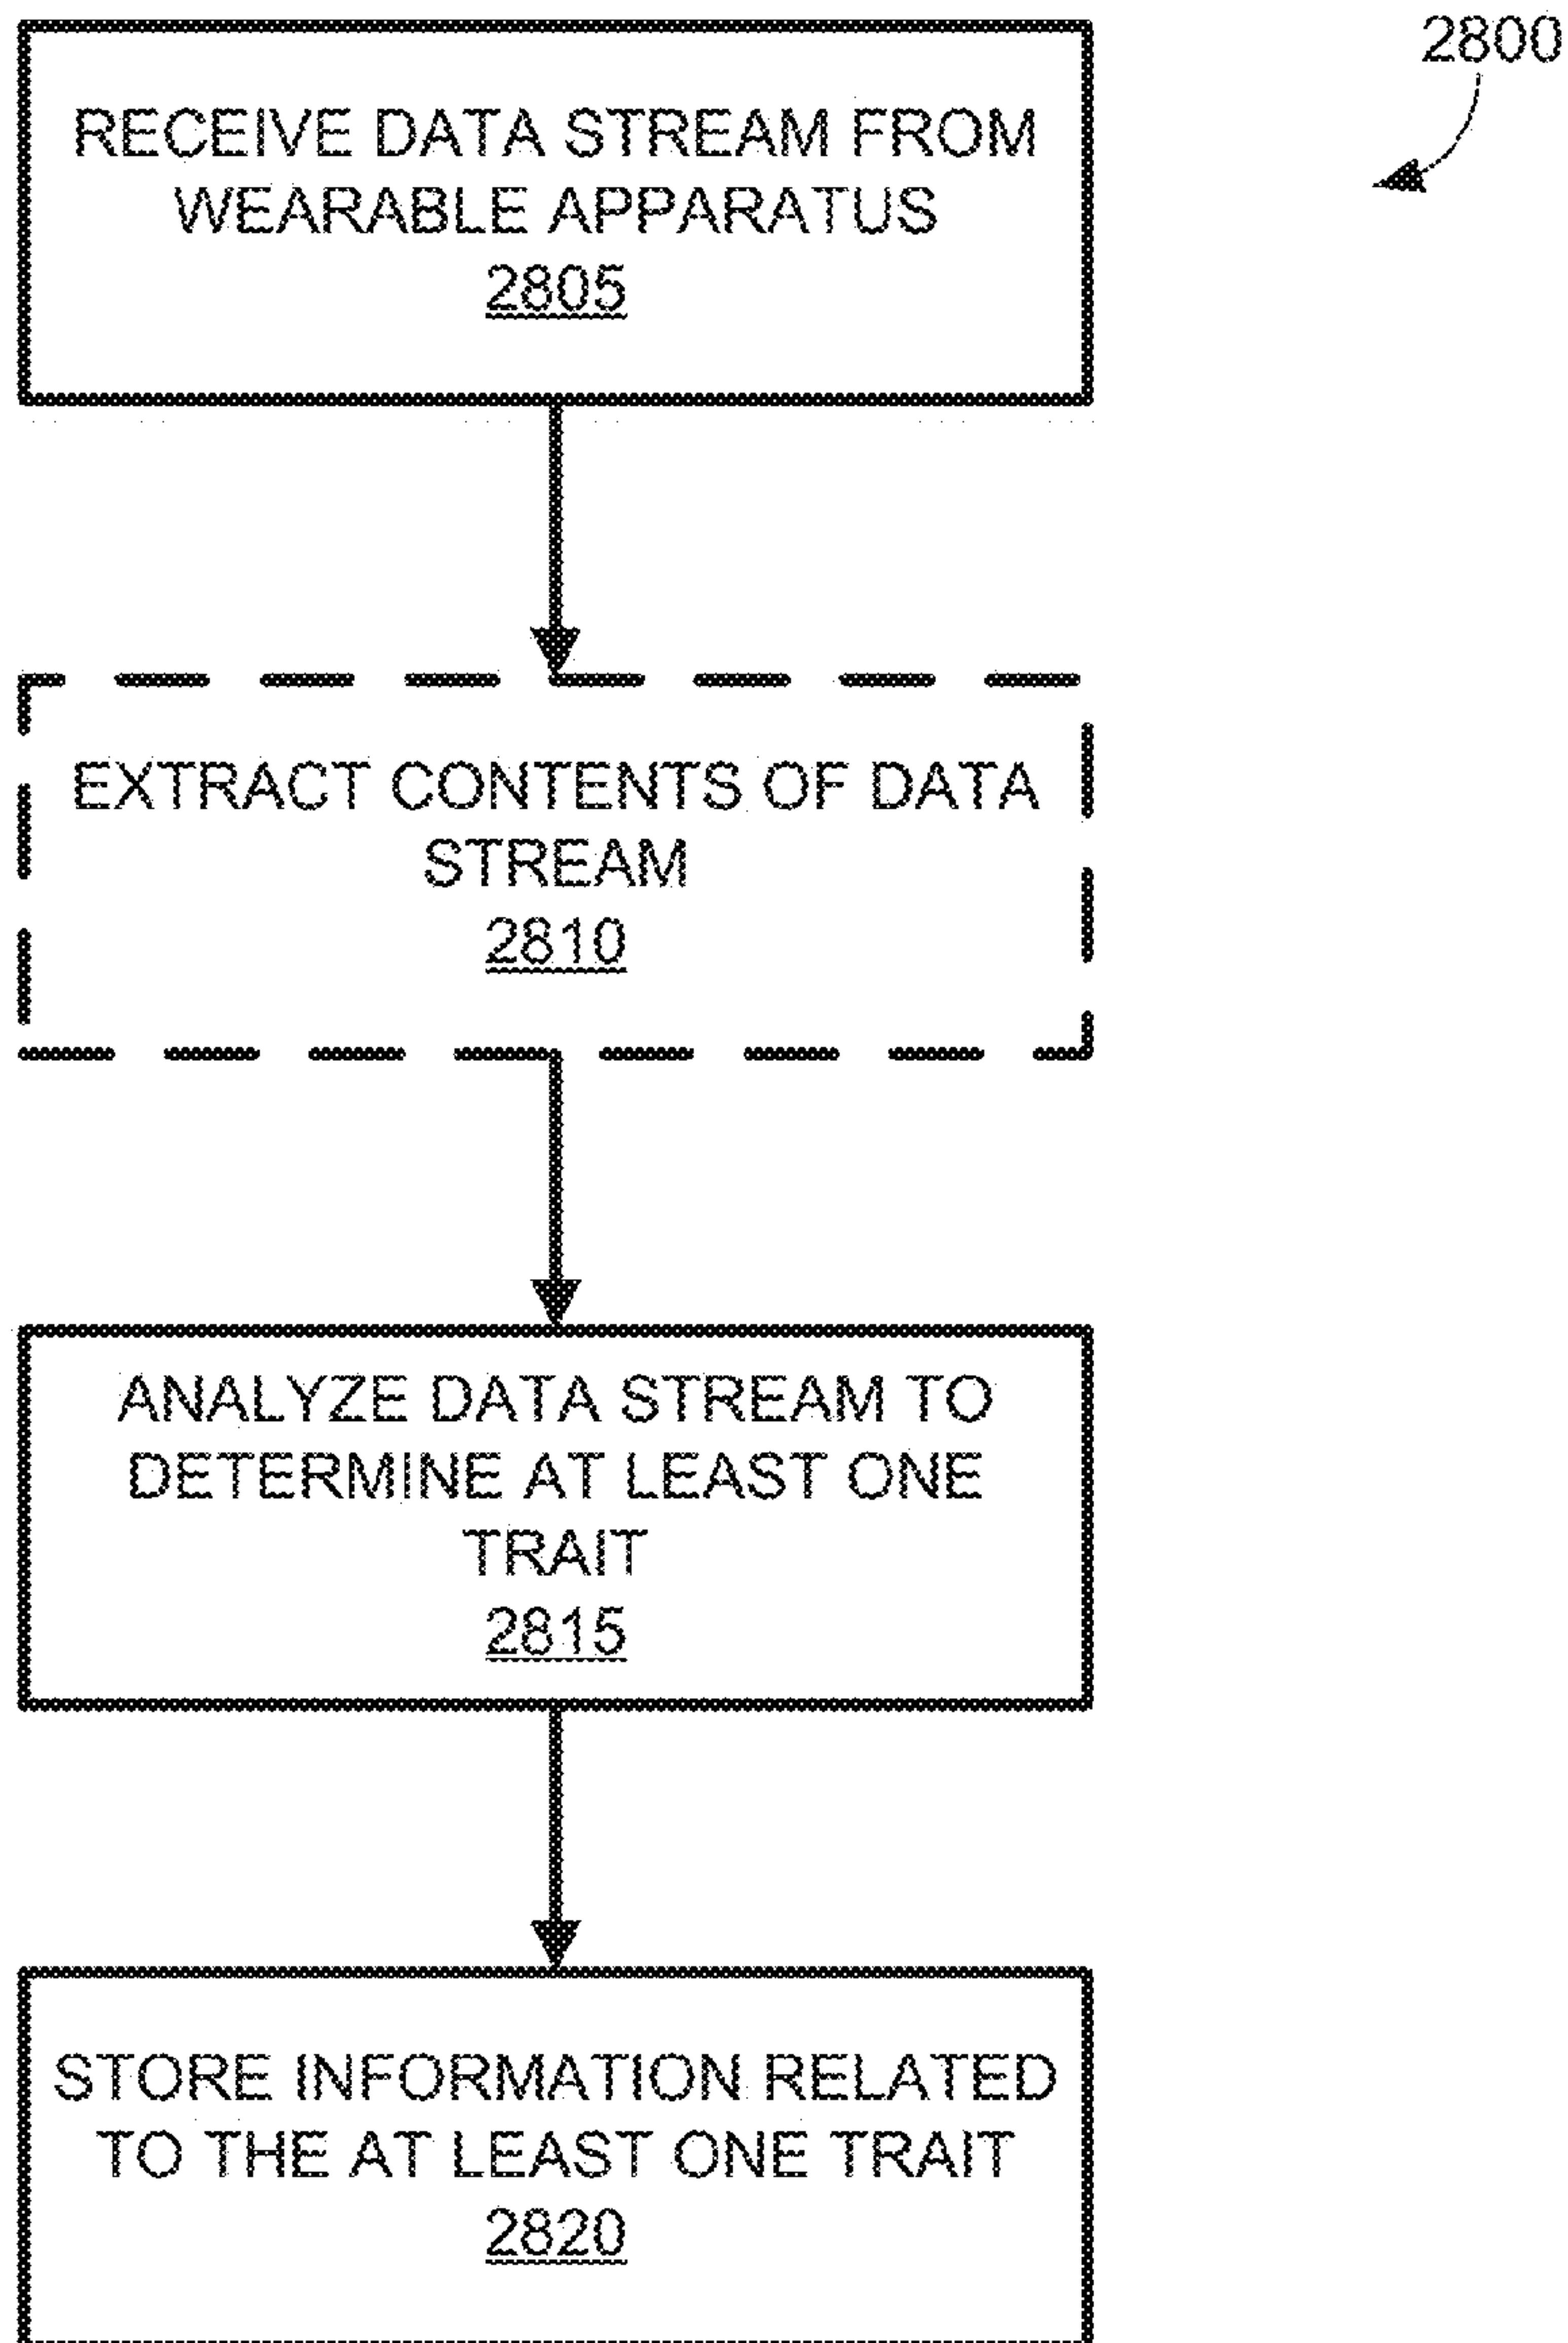 2800
RECEIVE DATA STREAM FROM
WEARABLE APPARATUS
2805
EXTRACT CONTENTS OF DATA
STREAM
2810
ANALYZE DATA STREAM TO
DETERMINE AT LEAST ONE
TRAIT
2815
STORE INFORMATION RELATED
TO THE AT LEAST ONE TRAIT
2820